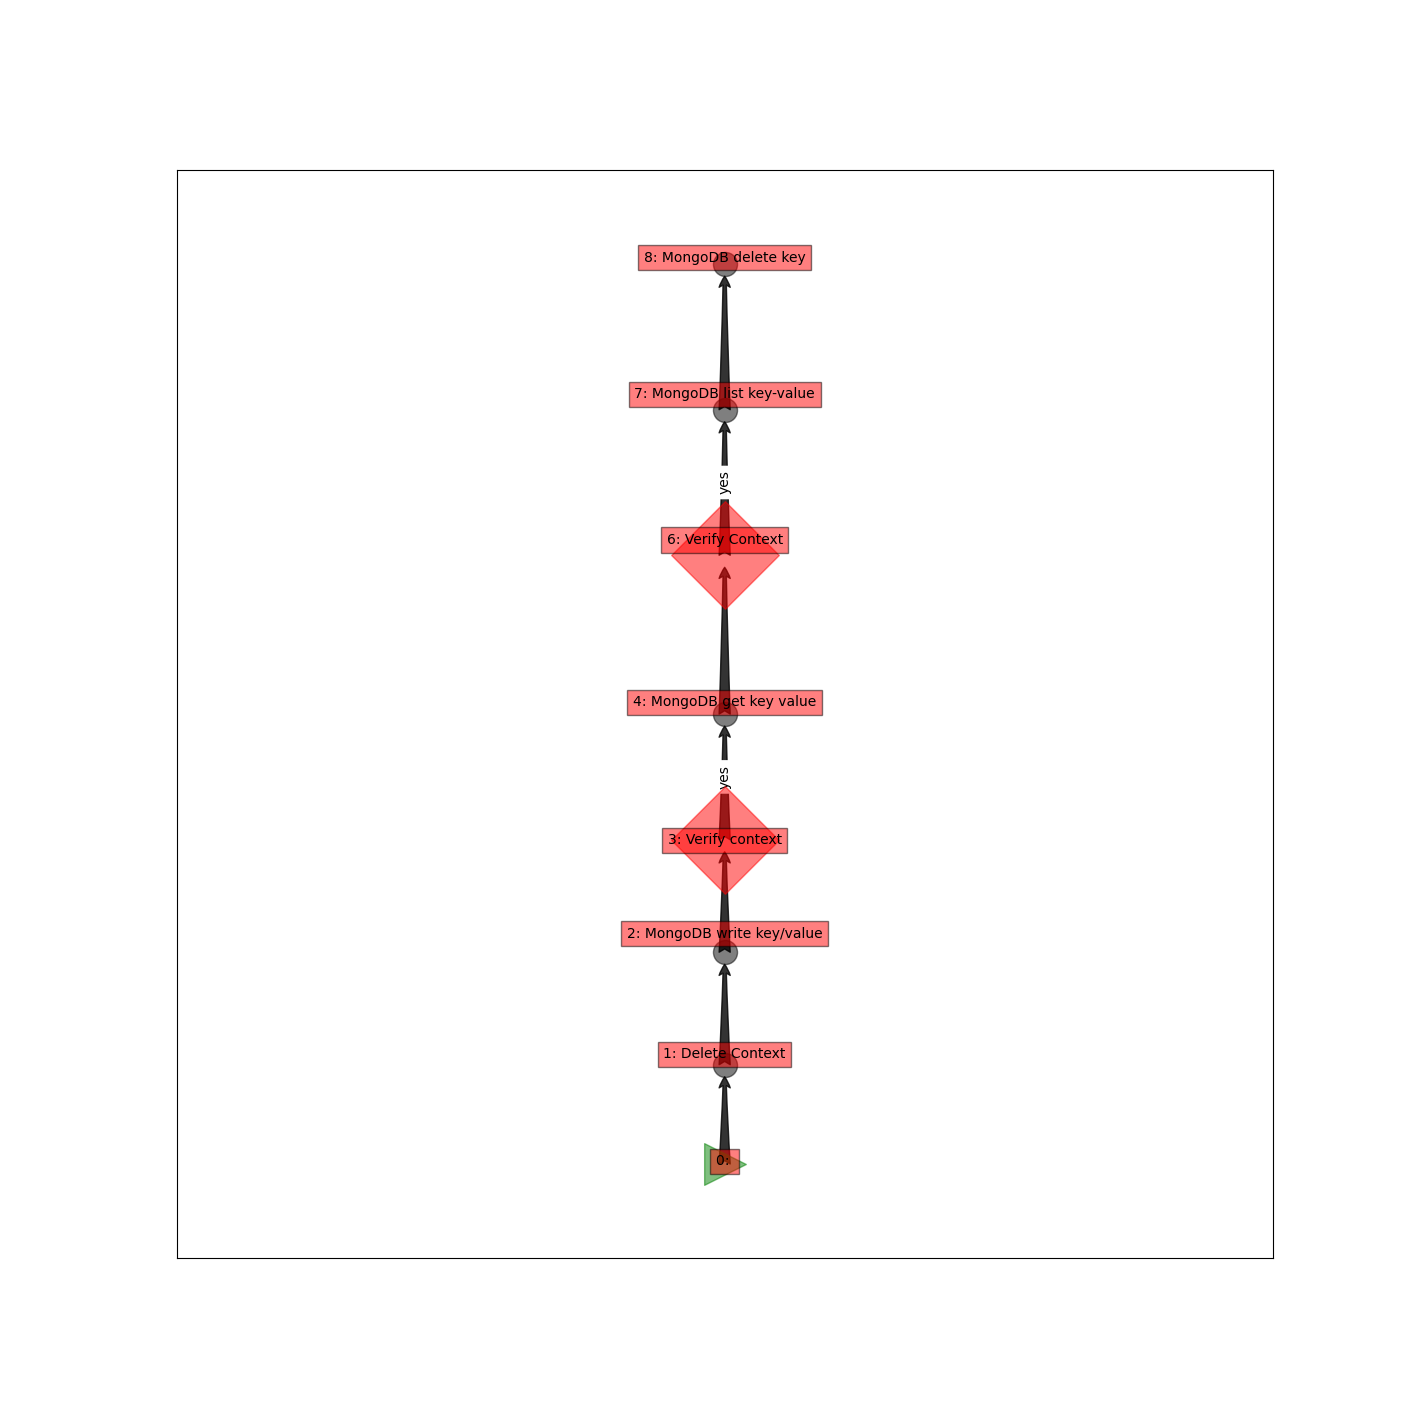 8: MongoDB delete key
7: MongoDB list key-value
yes
6: Verify Context
4: MongoDB get key value
yes
3: Verify context
2: MongoDB write key/value
1: Delete Context
0: